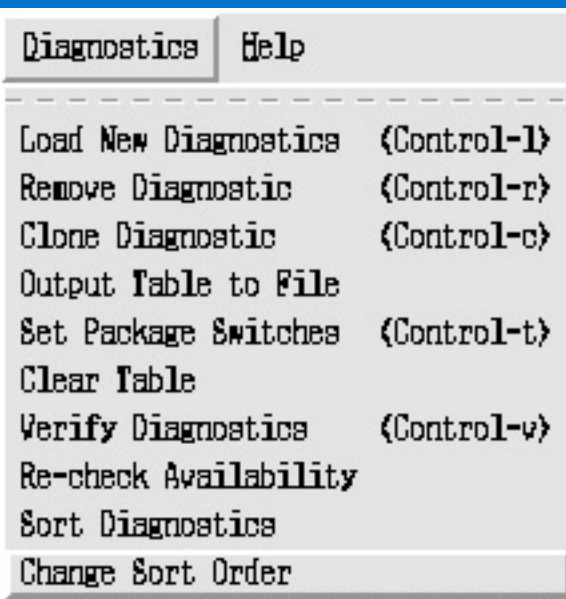 Diagnostics Help
Load New Diagnostics {Control-l}
Remove Diagnostic {Control-r}
Clone Diagnostic {Control-c}
Output Table to File
Set Package Switches {Control-t}
Clear Table
Verify Diagnostics {Control-v}
Re-check Availability
Sort Diagnostics
Change Sort Order